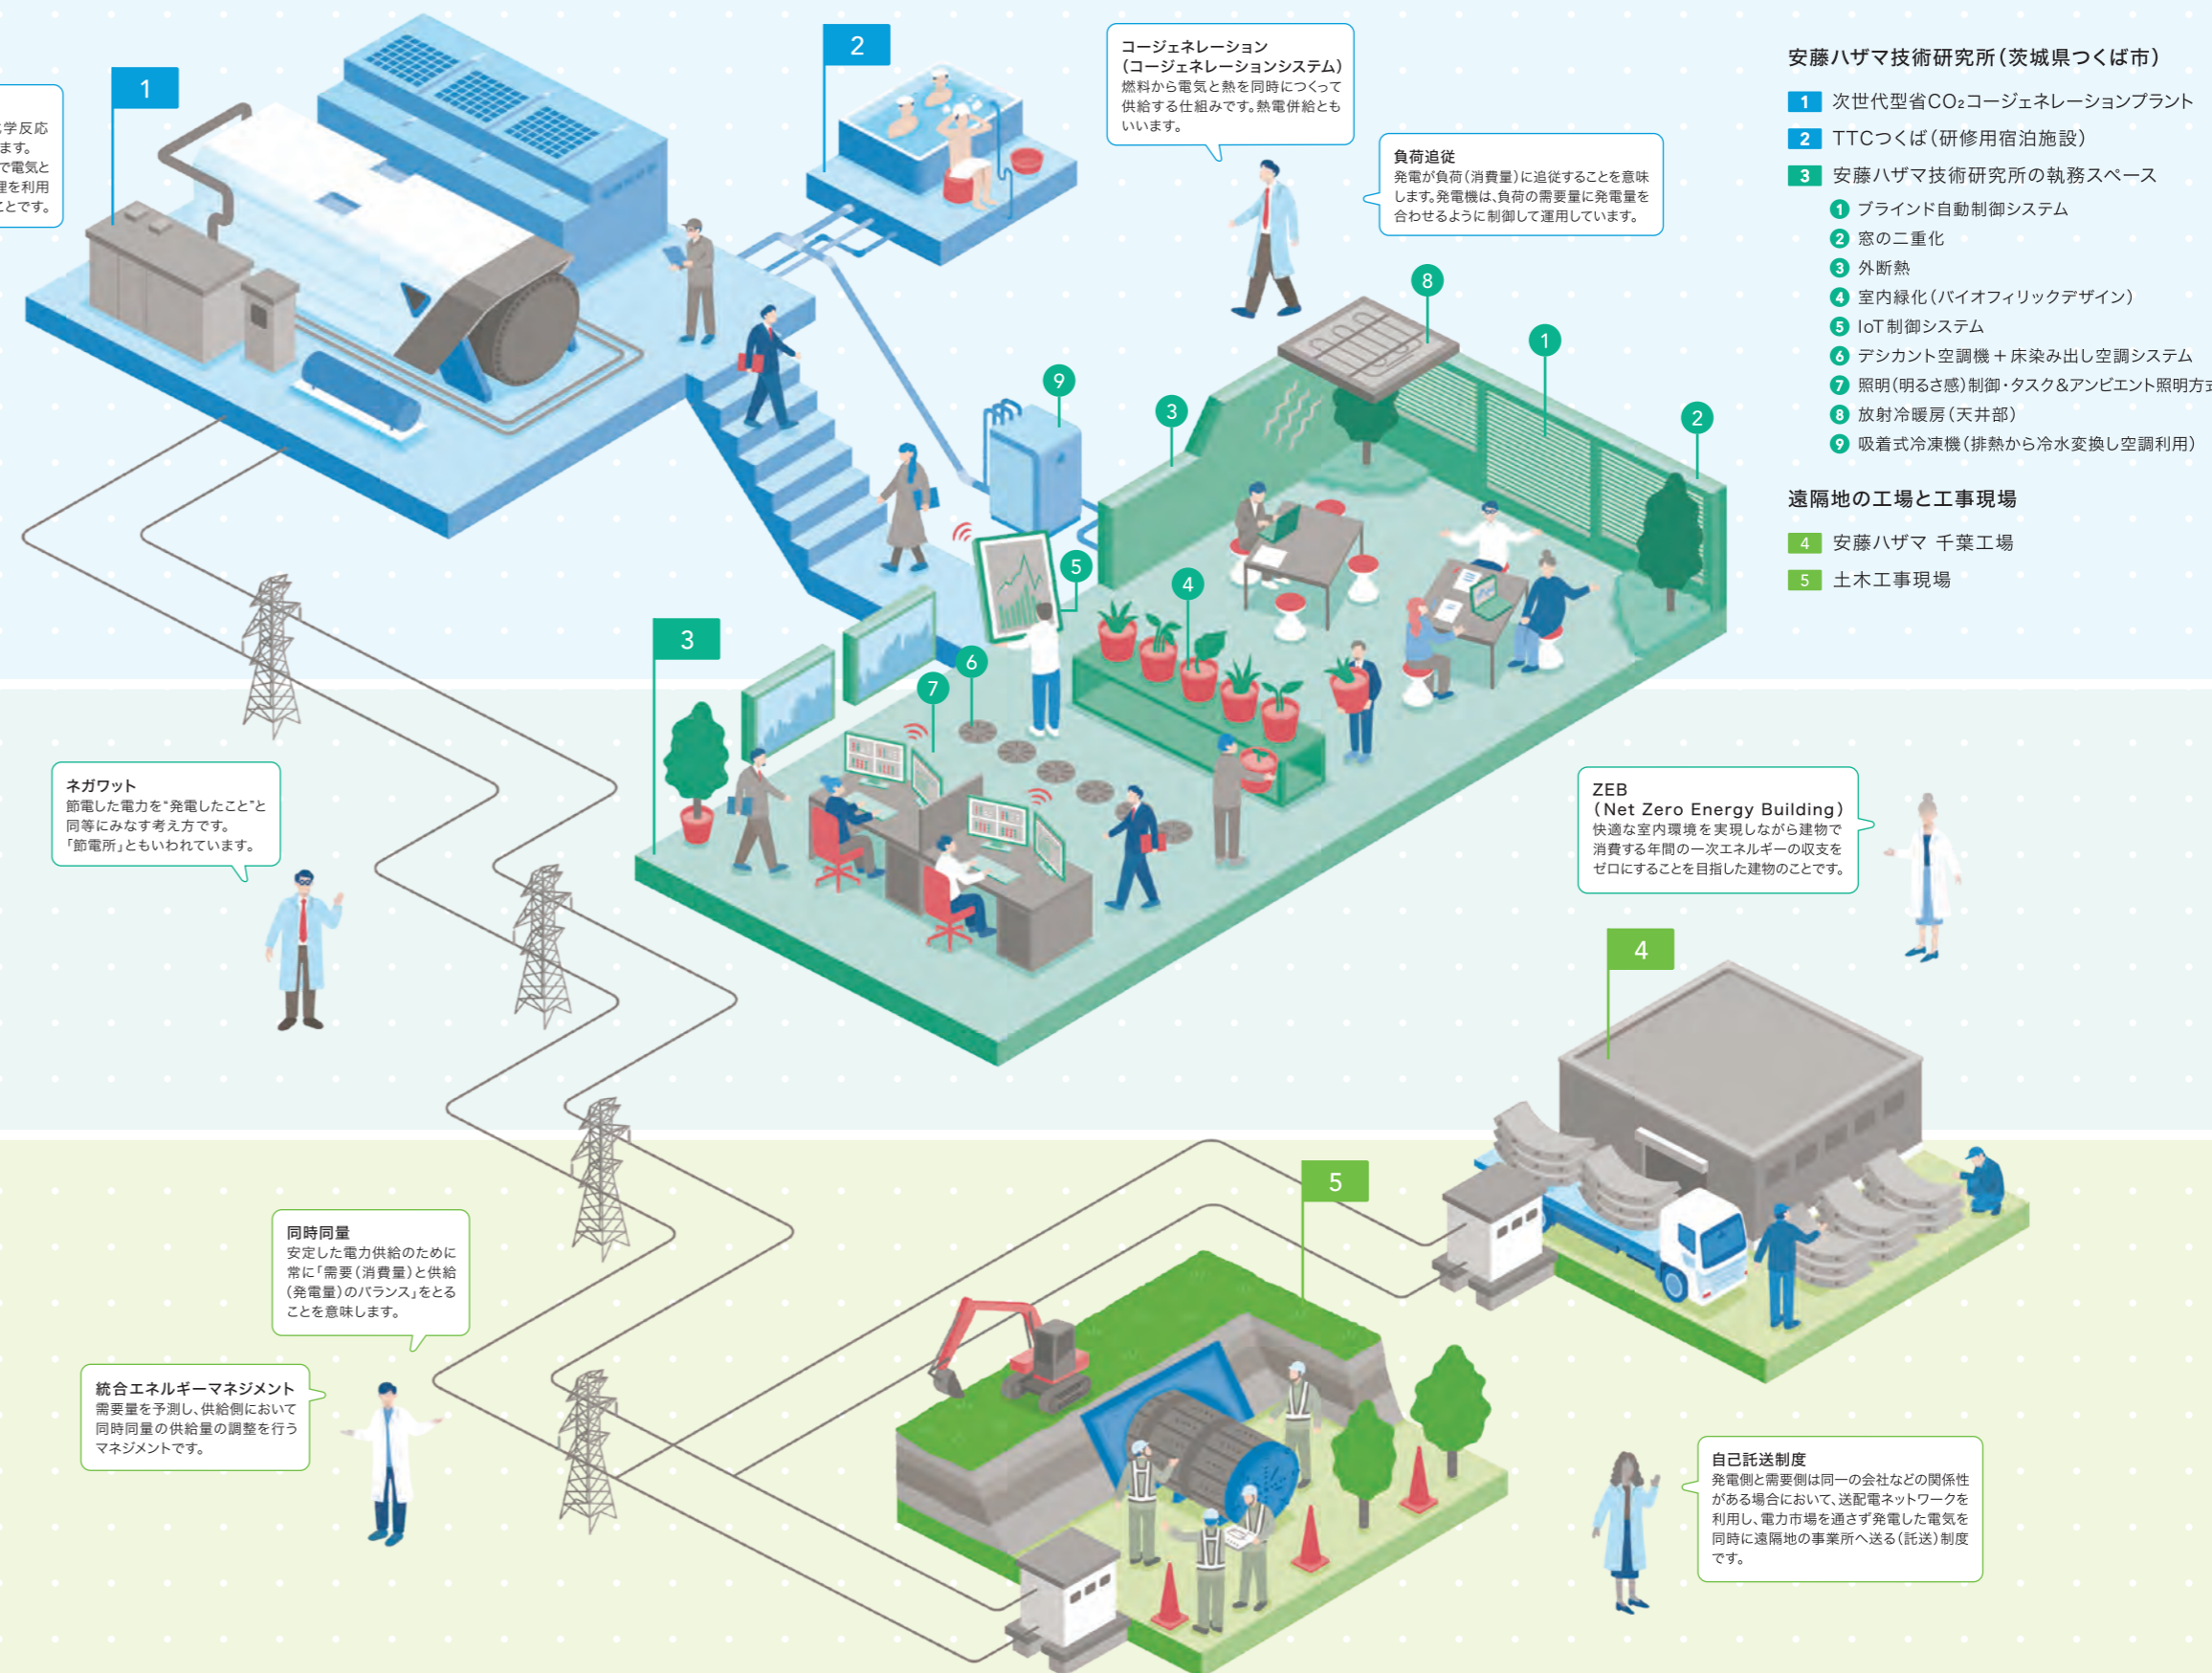 学反応
ます。
で電気と
理を利用
ことです。
1
2
コージェネレーション
(コージェネレーションシステム)
燃料から電気と熱を同時につくって
供給する仕組みです。熱電併給とも
いいます。
負荷追従
発電が負荷(消費量)に追従することを意味
します。発電機は、負荷の需要量に発電量を
合わせるように制御して運用しています。
安藤ハザマ技術研究所(茨城県つくば市)
1 次世代型省CO₂コージェネレーションプラント
2 TTCつくば(研修用宿泊施設)
3 安藤ハザマ技術研究所の執務スペース
1 ブラインド自動制御システム
2 窓の二重化
3 外断熱
4 室内緑化(バイオフィリックデザイン)
5 IoT制御システム
6 デシカント空調機+床染み出し空調システム
7 照明(明るさ感)制御・タスク&アンビエント照明方式
8 放射冷暖房(天井部)
9 吸着式冷凍機(排熱から冷水変換し空調利用)
遠隔地の工場と工事現場
4 安藤ハザマ 千葉工場
5 土木工事現場
8
1
9
3
2
5
4
3
6
7
ネガワット
節電した電力を“発電したこと”と
同等にみなす考え方です。
「節電所」ともいわれています。
ZEB
(Net Zero Energy Building)
快適な室内環境を実現しながら建物で
消費する年間の一次エネルギーの収支を
ゼロにすることを目指した建物のことです。
4
5
同時同量
安定した電力供給のために
常に「需要(消費量)と供給
(発電量)のバランス」をとる
ことを意味します。
統合エネルギーマネジメント
需要量を予測し、供給側において
同時同量の供給量の調整を行う
マネジメントです。
自己託送制度
発電側と需要側は同一の会社などの関係性
がある場合において、送配電ネットワークを
利用し、電力市場を通さず発電した電気を
同時に遠隔地の事業所へ送る(託送)制度
です。